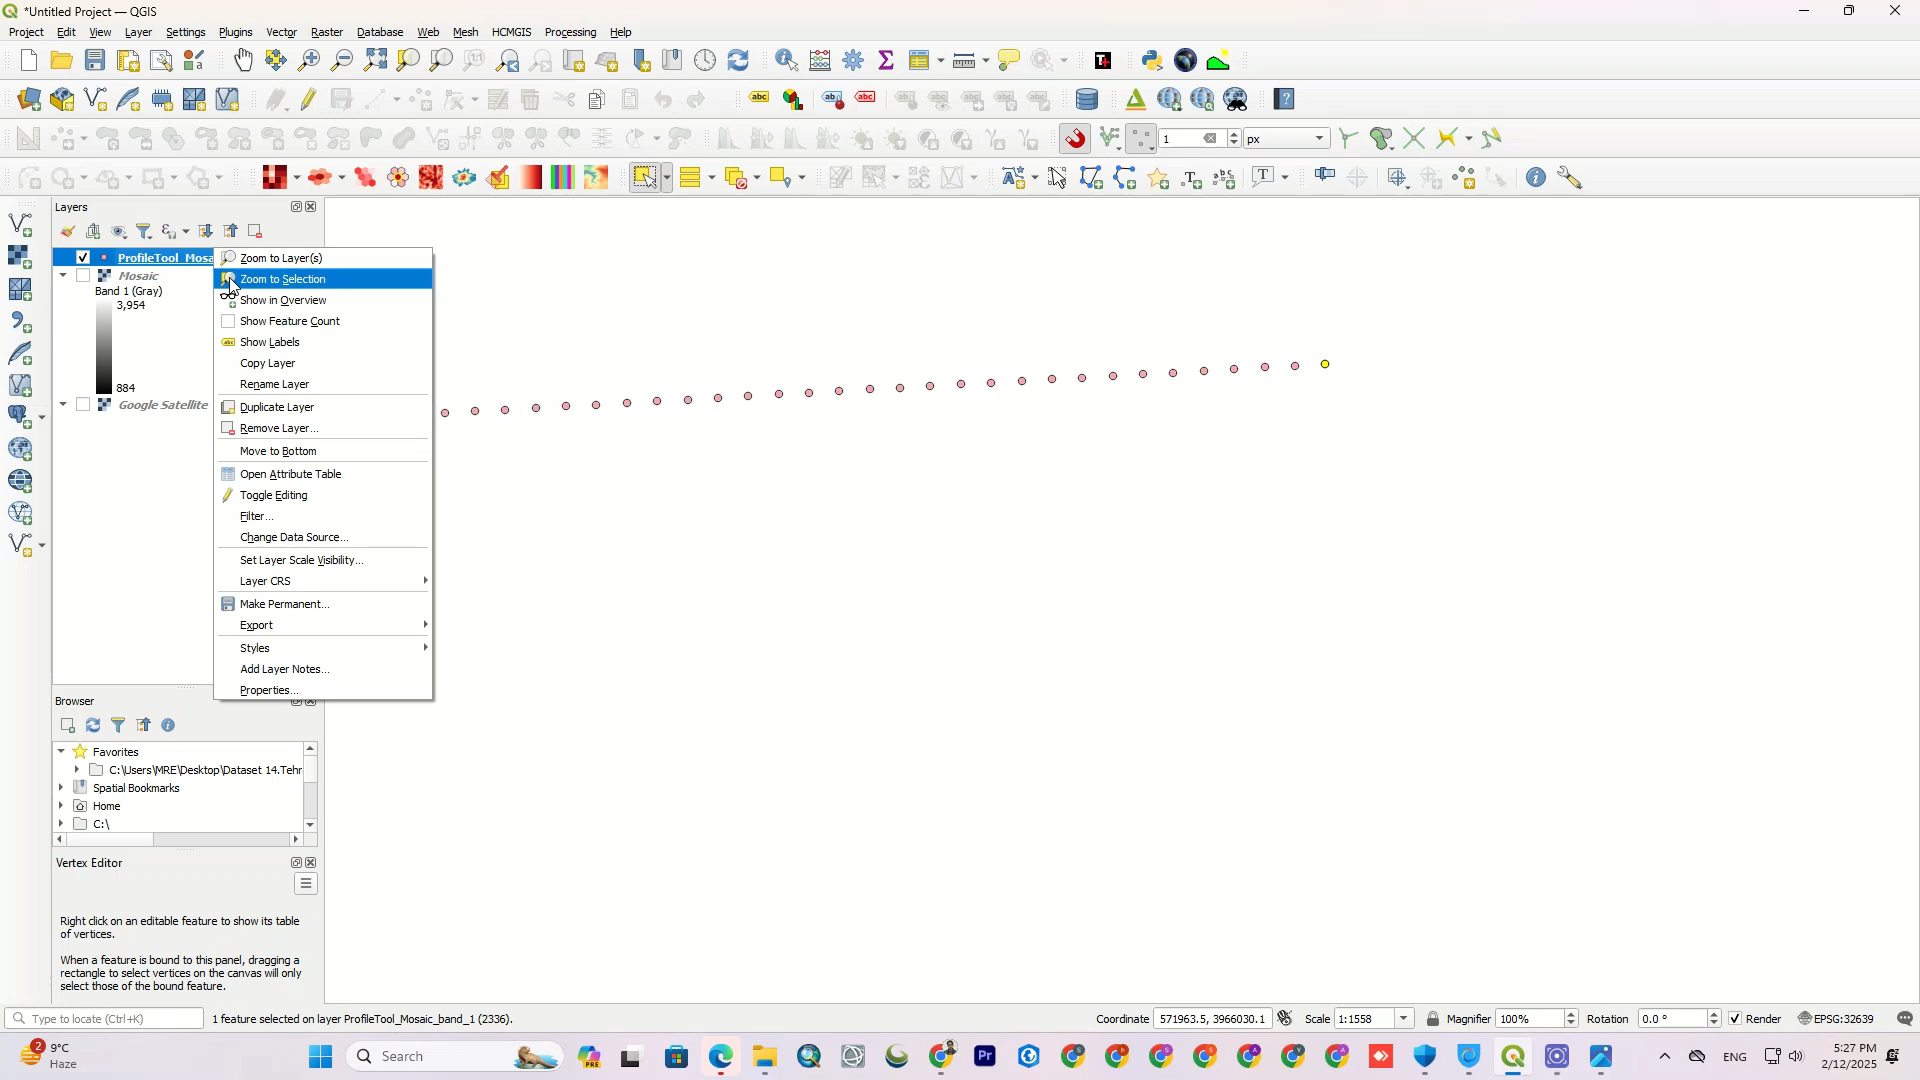 *Untitled Project — QGIS
Project Edit View Layer Settings Plugins Vector Raster Database Web Mesh HCMGIS Processing Help
1 px
Layers
ProfileTool_Mosa
Mosaic
Band 1 (Gray)
3,954
884
Google Satellite
Zoom to Layer(s)
Zoom to Selection
Show in Overview
Show Feature Count
Show Labels
Copy Layer
Rename Layer
Duplicate Layer
Remove Layer...
Move to Bottom
Open Attribute Table
Toggle Editing
Filter...
Change Data Source...
Set Layer Scale Visibility...
Layer CRS
Make Permanent...
Export
Styles
Add Layer Notes...
Properties...
Browser
Favorites
C:\Users\MRE\Desktop\Dataset 14.Tehr
Spatial Bookmarks
Home
C:\
Vertex Editor
Right click on an editable feature to show its table
of vertices.
When a feature is bound to this panel, dragging a
rectangle to select vertices on the canvas will only
select those of the bound feature.
Type to locate (Ctrl+K) 1 feature selected on layer ProfileTool_Mosaic_band_1 (2336). Coordinate 571963.5, 3966030.1 Scale 1:1558 Magnifier 100% Rotation 0.0 ° Render EPSG:32639
2 9°C Haze Search ENG 5:27 PM
2/12/2025